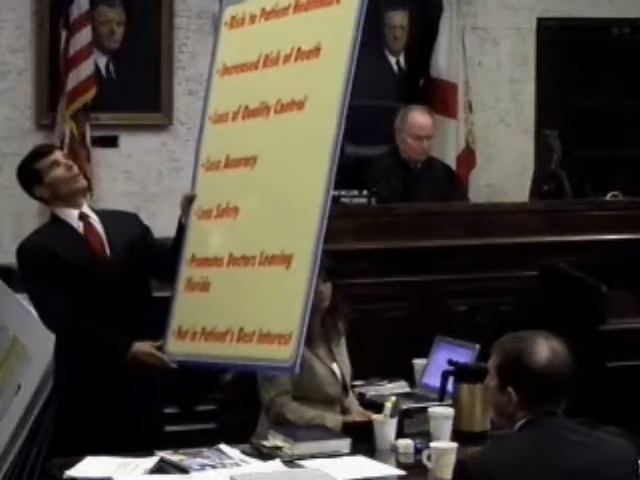 •Risk to Patient Healthcare
•Increased Risk of Death
•Loss of Quality Control
•Less Accuracy
•Less Safety
•Promotes Doctors Leaving
Florida
•Not in Patient's Best Interest